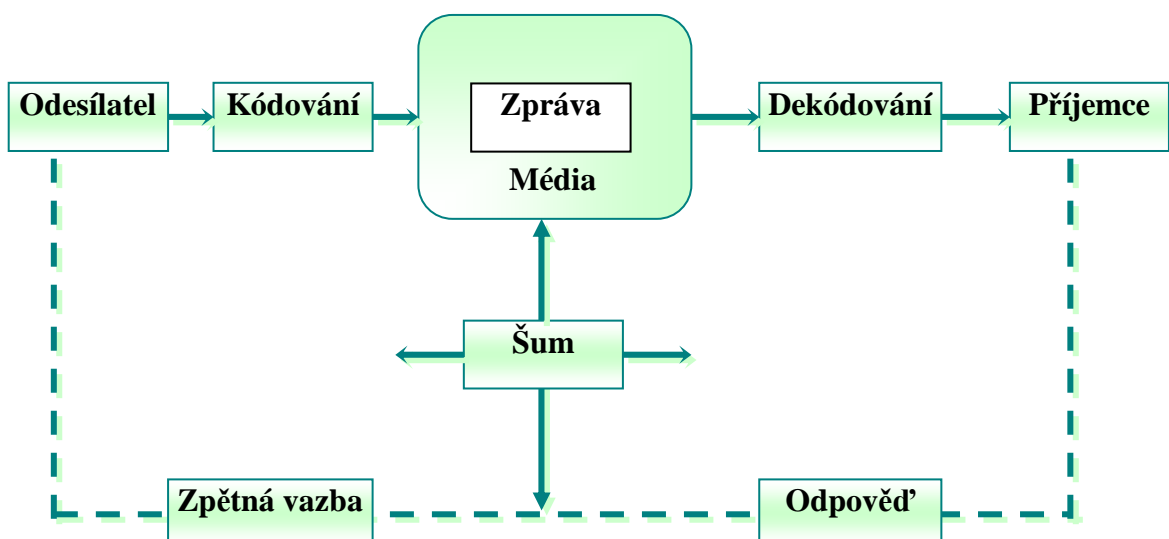 Odesílatel
Kódování
Zpráva
Média
Dekódování
Příjemce
Šum
Zpětná vazba
Odpověď